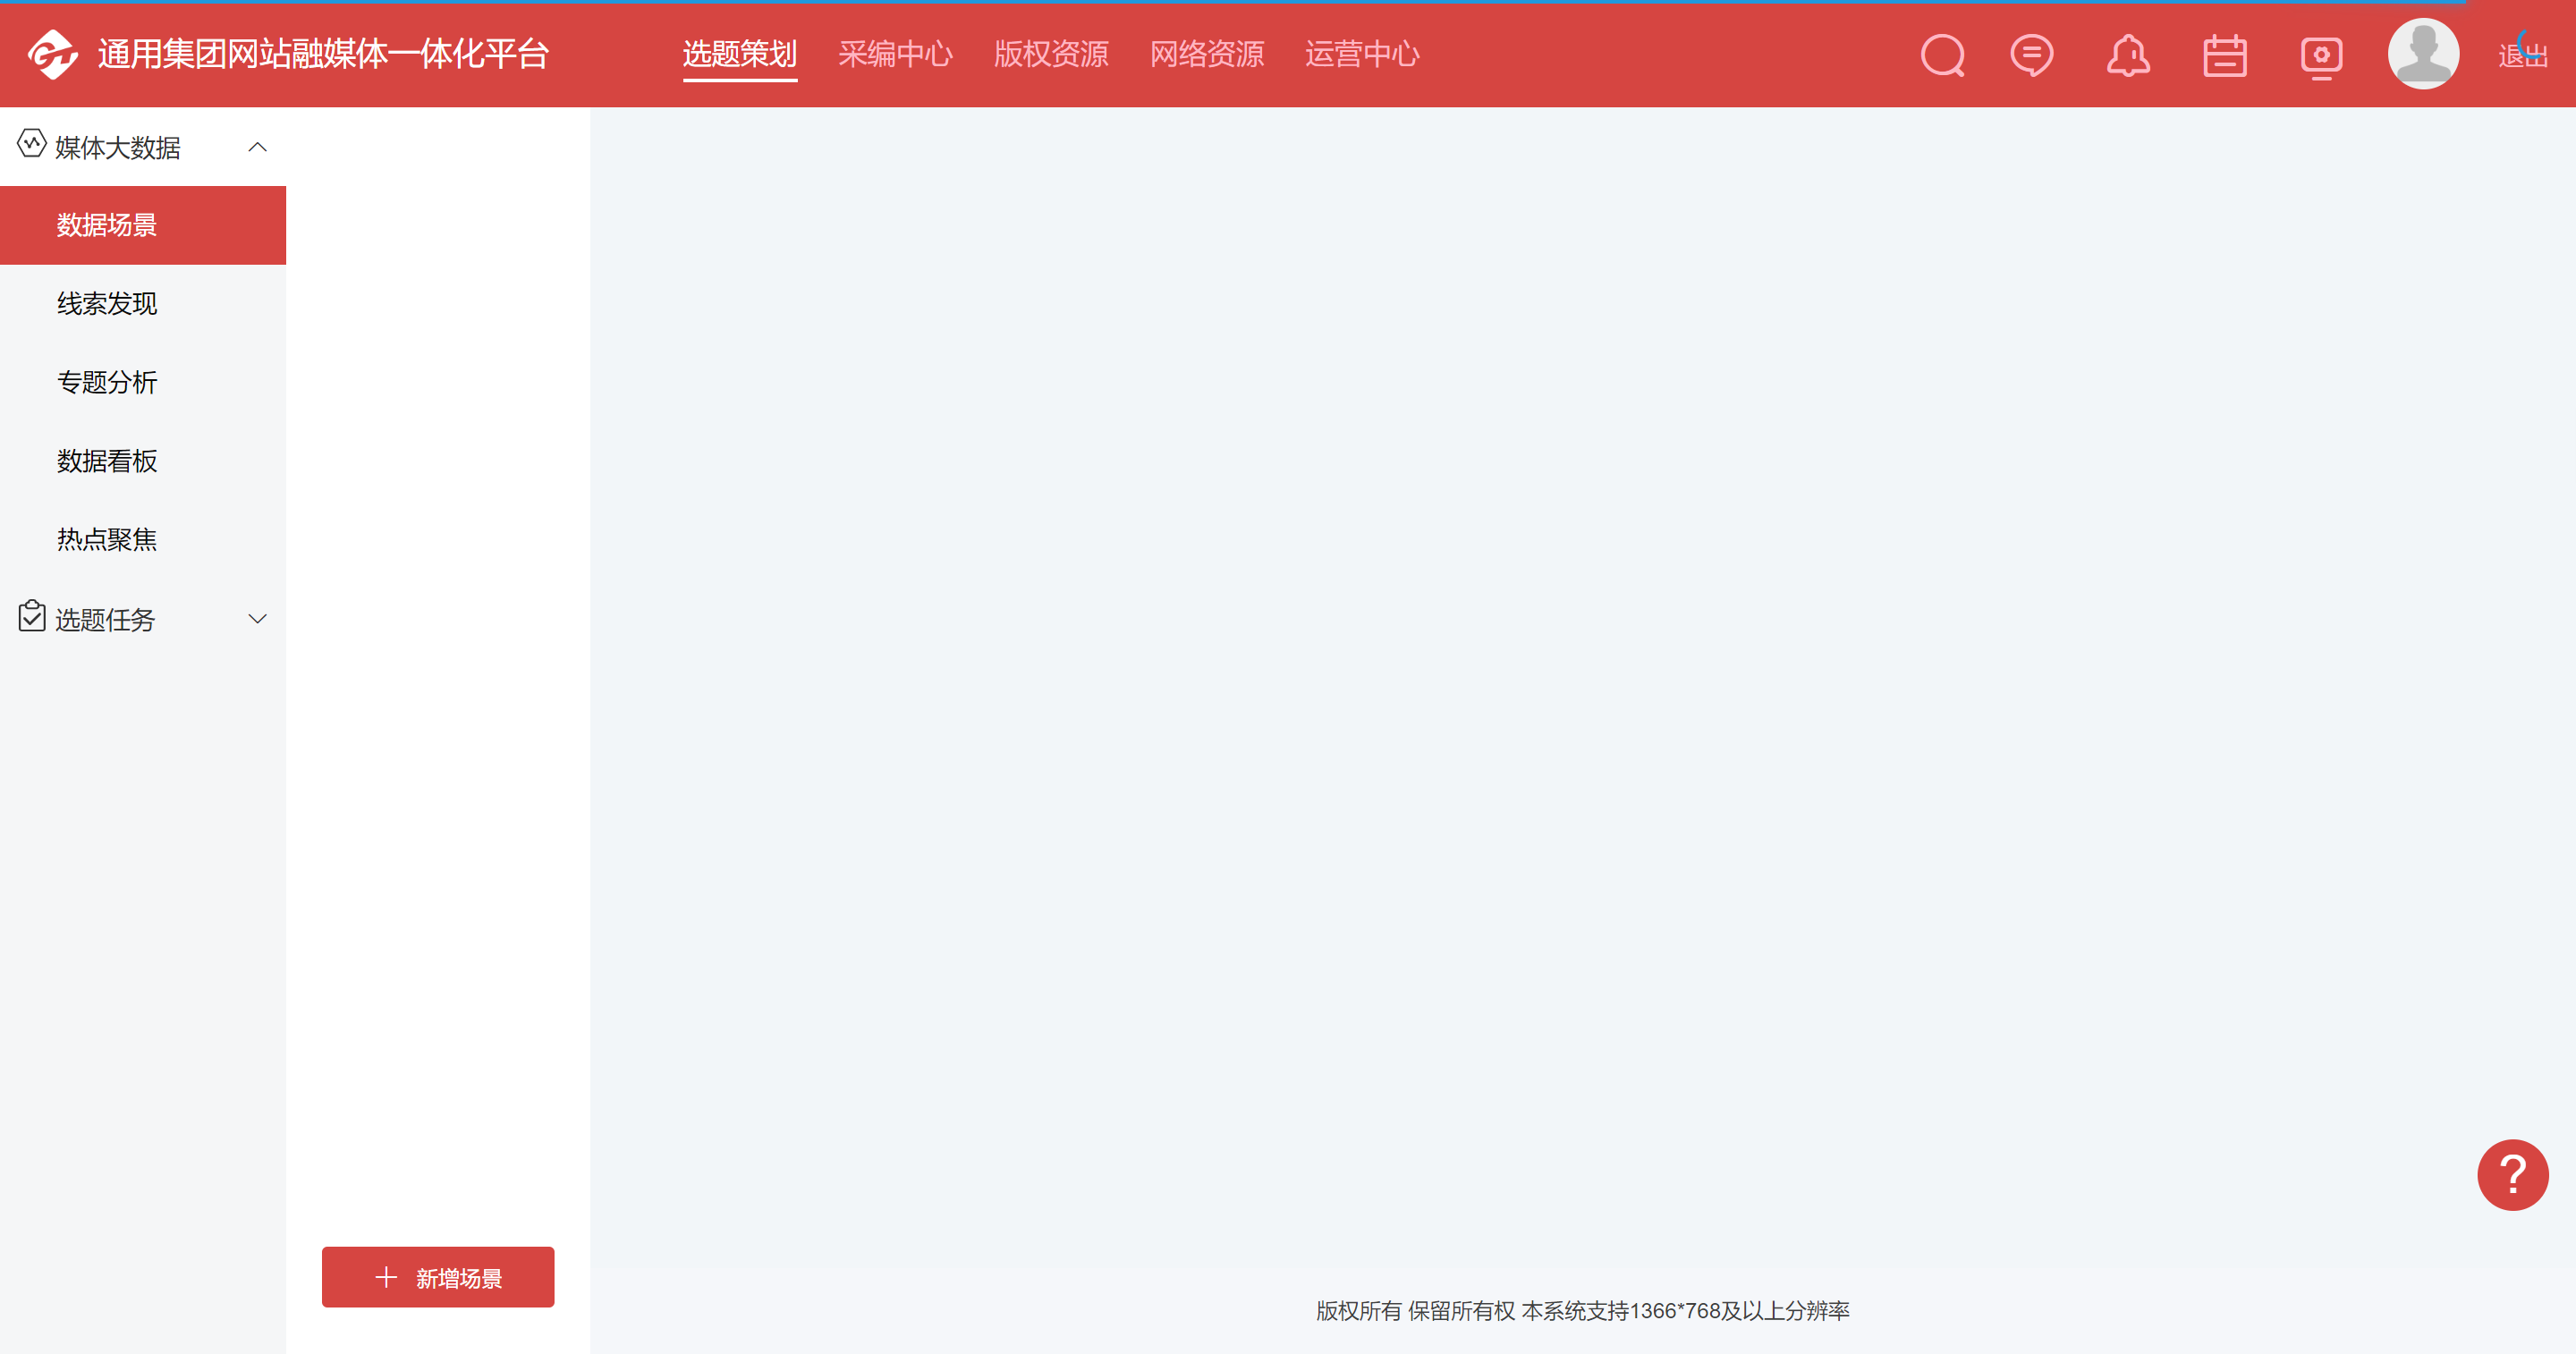 通用集团网站融媒体一体化平台
选题策划 采编中心 版权资源 网络资源 运营中心
退出
媒体大数据
数据场景
线索发现
专题分析
数据看板
热点聚焦
选题任务
?
新增场景
版权所有 保留所有权 本系统支持1366*768及以上分辨率